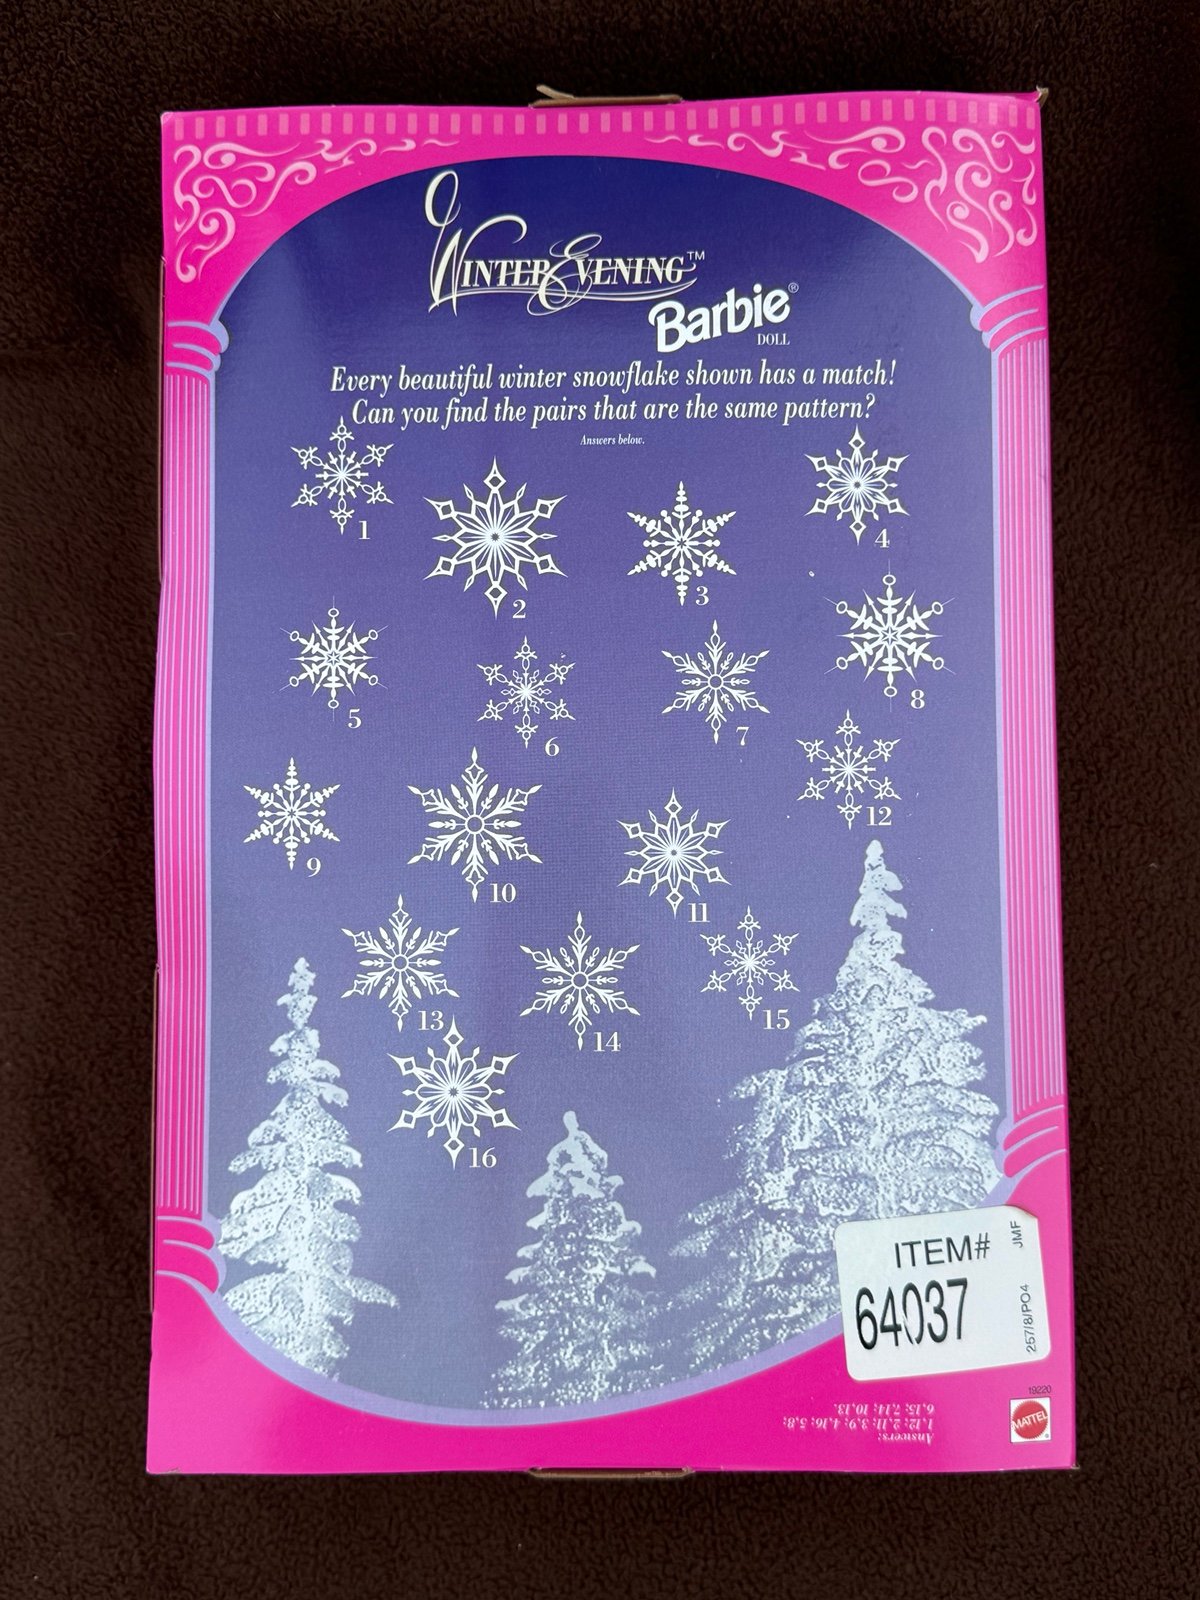 WINTER EVENING™
Barbie®
DOLL
Every beautiful winter snowflake shown has a match!
Can you find the pairs that are the same pattern?
Answers below.
1
2
3
4
5
6
7
8
9
10
11
12
13
14
15
16
ITEM#
64037
JMF
257/8/PO4
19220
MATTEL
®
Answers:
1,12; 2,11; 3,9; 4,16; 5,8;
6,15; 7,14; 10,13.